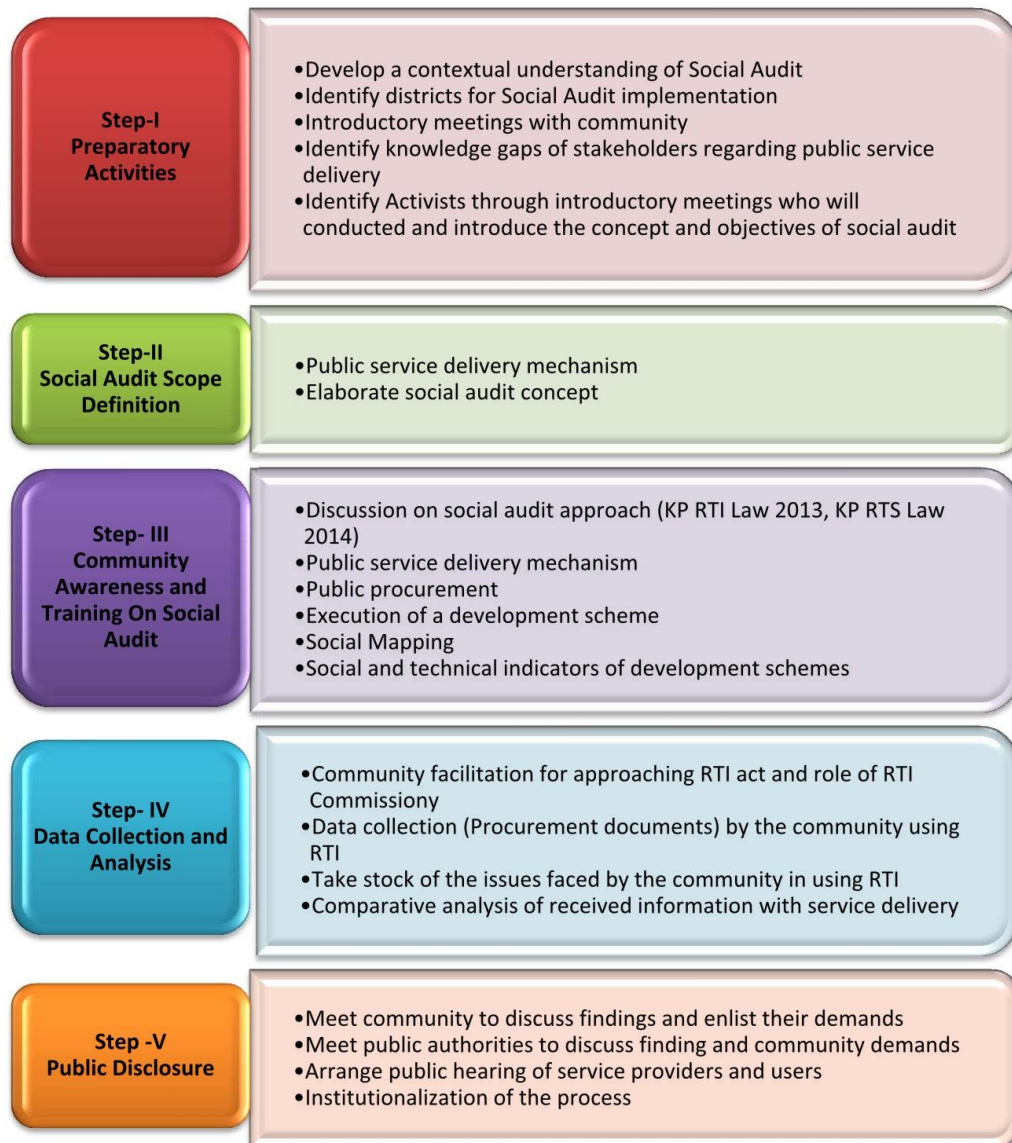 Step-I
Preparatory
Activities
•Develop a contextual understanding of Social Audit
•Identify districts for Social Audit implementation
•Introductory meetings with community
•Identify knowledge gaps of stakeholders regarding public service
delivery
•Identify Activists through introductory meetings who will
conducted and introduce the concept and objectives of social audit
Step-II
Social Audit Scope
Definition
•Public service delivery mechanism
•Elaborate social audit concept
Step- III
Community
Awareness and
Training On Social
Audit
•Discussion on social audit approach (KP RTI Law 2013, KP RTS Law
2014)
•Public service delivery mechanism
•Public procurement
•Execution of a development scheme
•Social Mapping
•Social and technical indicators of development schemes
Step- IV
Data Collection and
Analysis
•Community facilitation for approaching RTI act and role of RTI
Commissiony
•Data collection (Procurement documents) by the community using
RTI
•Take stock of the issues faced by the community in using RTI
•Comparative analysis of received information with service delivery
Step -V
Public Disclosure
•Meet community to discuss findings and enlist their demands
•Meet public authorities to discuss finding and community demands
•Arrange public hearing of service providers and users
•Institutionalization of the process